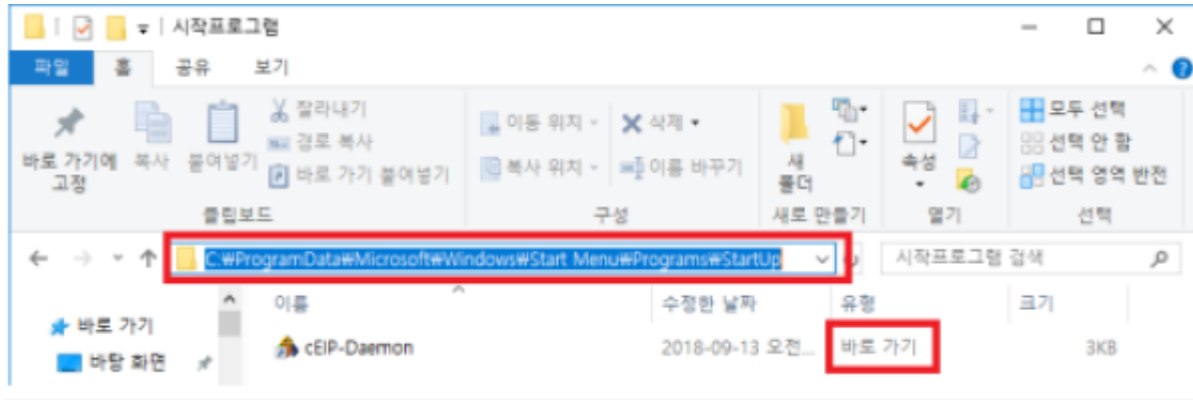 시작프로그램
파일 홈 공유 보기
바로 가기에 고정
복사
붙여넣기
잘라내기
경로 복사
바로 가기 붙여넣기
클립보드
이동 위치
복사 위치
삭제
이름 바꾸기
구성
새 폴더
새로 만들기
속성
열기
모두 선택
선택 안 함
선택 영역 반전
선택
C:₩ProgramData₩Microsoft₩Windows₩Start Menu₩Programs₩StartUp
시작프로그램 검색
이름 수정한 날짜 유형 크기
바로 가기
바탕 화면
cEIP-Daemon 2018-09-13 오전... 바로 가기 3KB